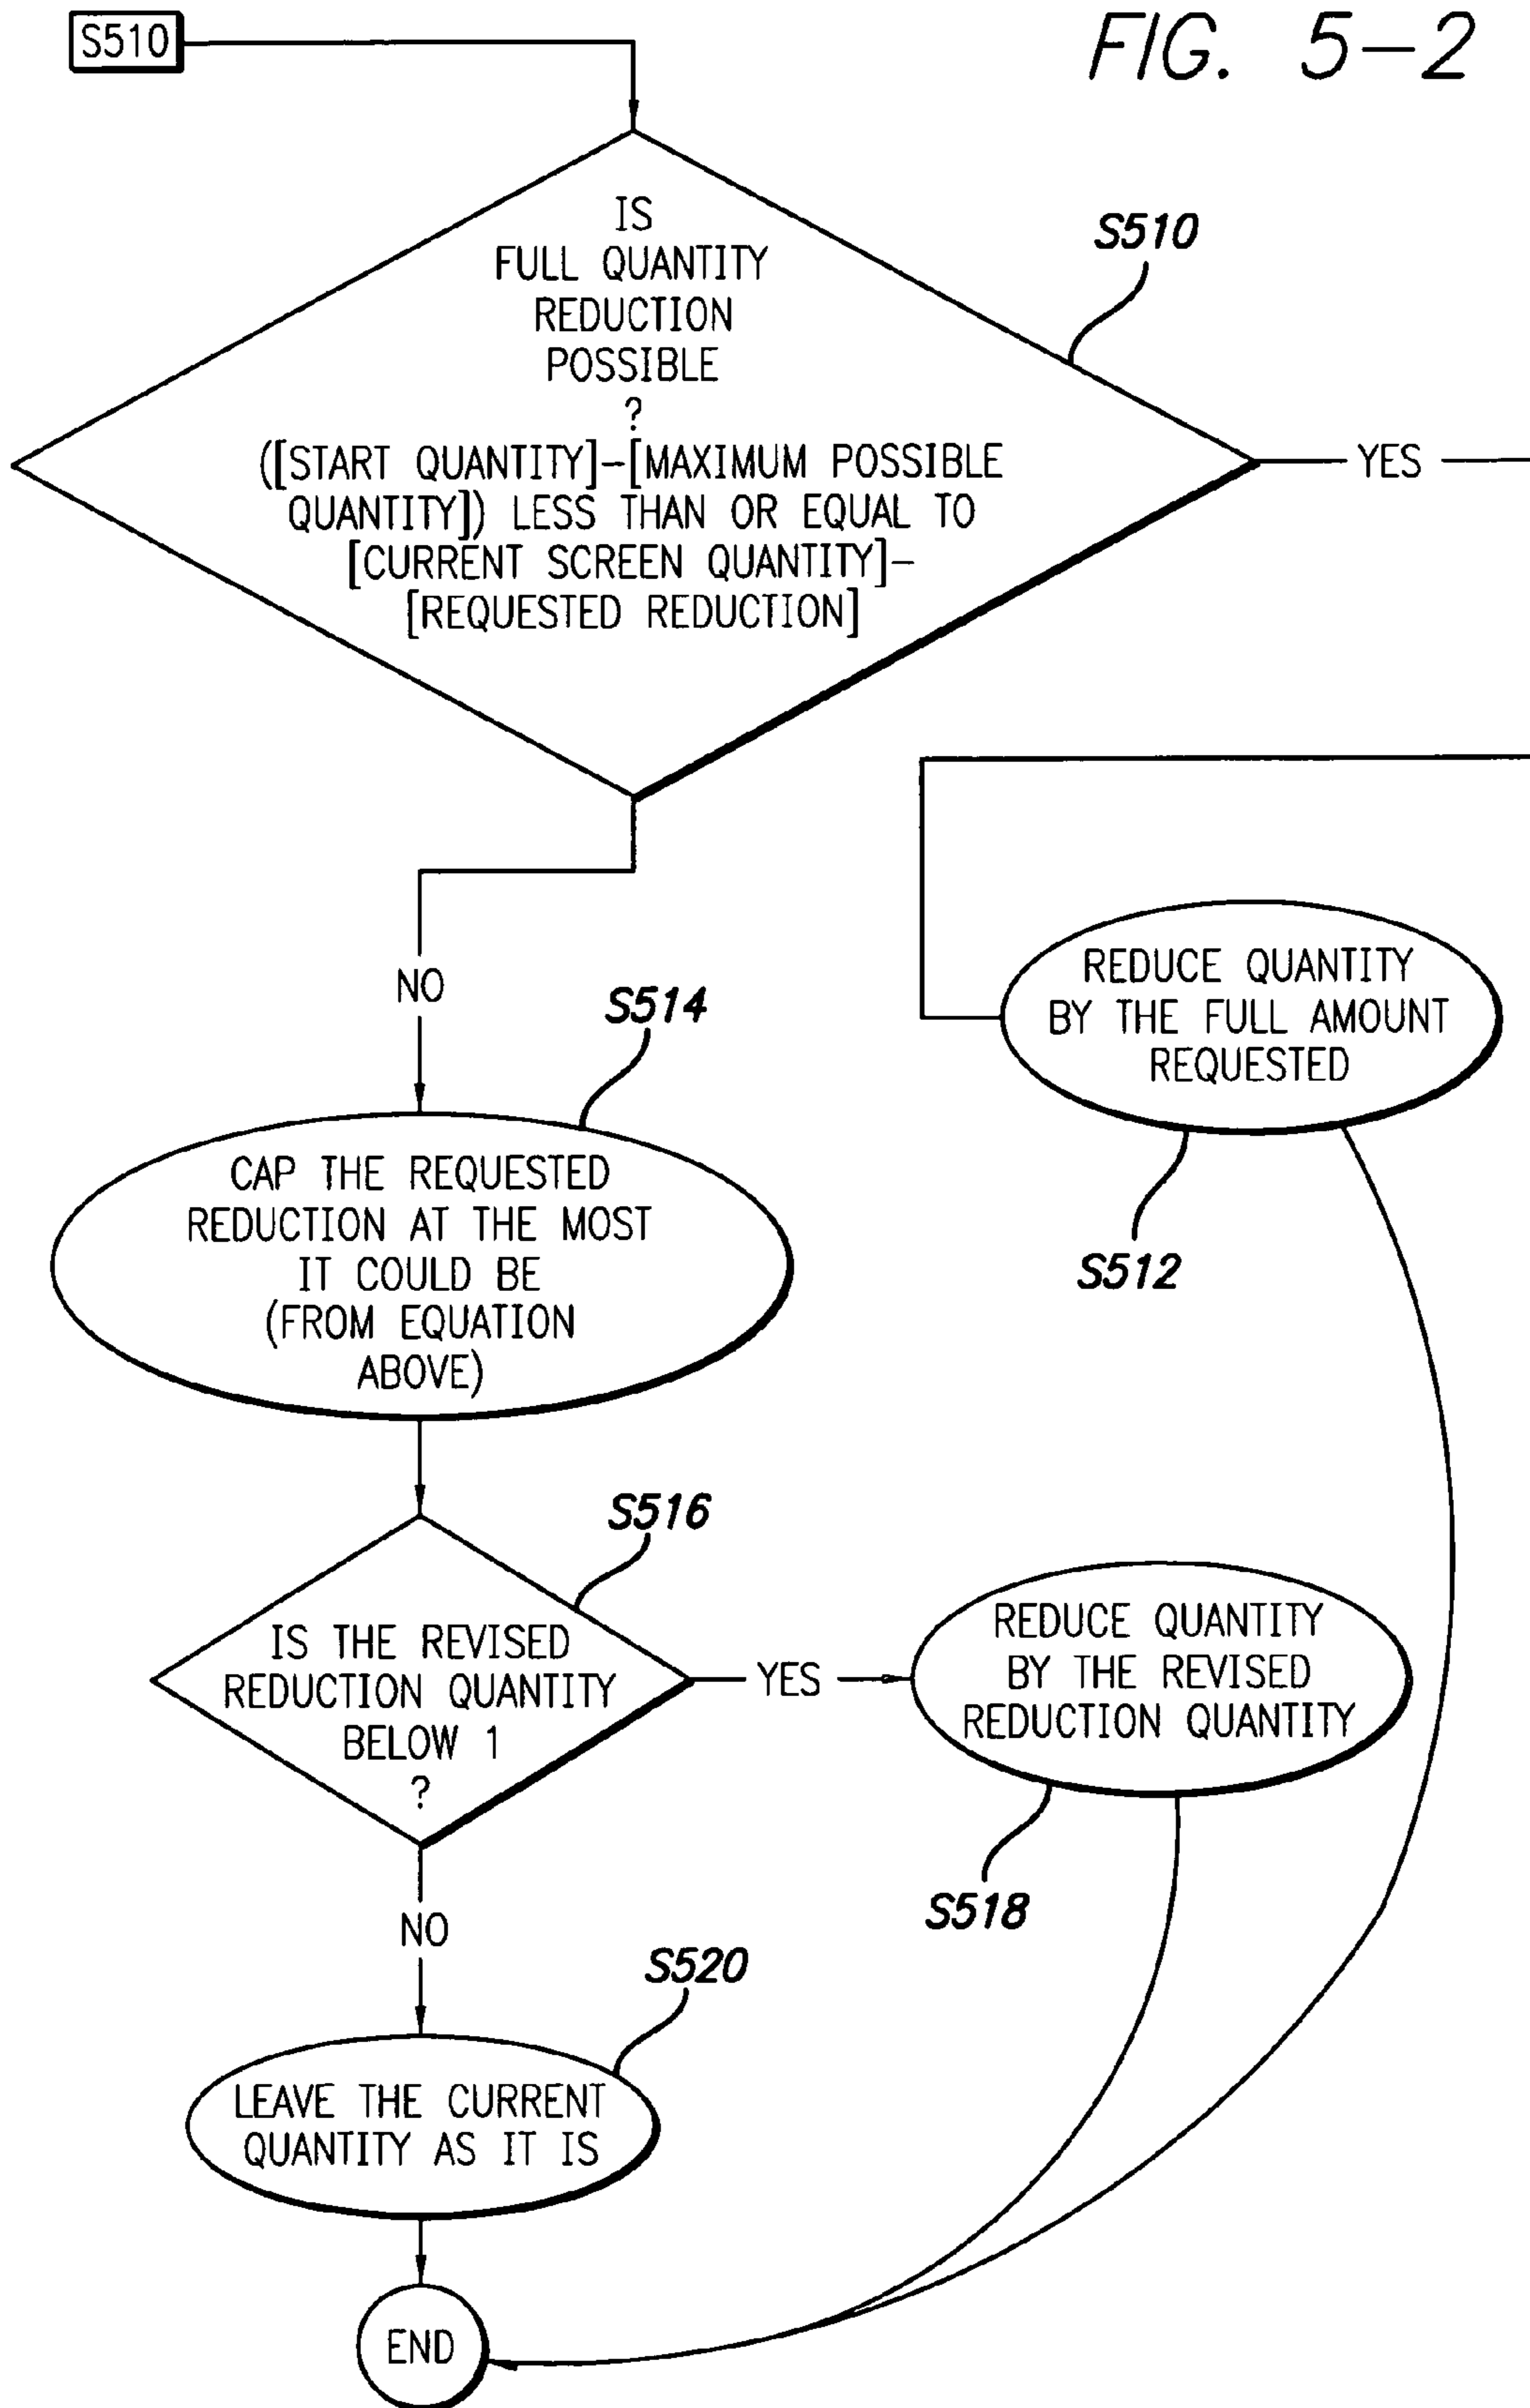 FIG. 5-2
S510
IS
FULL QUANTITY
REDUCTION
POSSIBLE
?
([START QUANTITY]-[MAXIMUM POSSIBLE
QUANTITY]) LESS THAN OR EQUAL TO
[CURRENT SCREEN QUANTITY]-
[REQUESTED REDUCTION]
S510
YES
NO
REDUCE QUANTITY
BY THE FULL AMOUNT
REQUESTED
S512
S514
CAP THE REQUESTED
REDUCTION AT THE MOST
IT COULD BE
(FROM EQUATION
ABOVE)
S516
IS THE REVISED
REDUCTION QUANTITY
BELOW 1
?
YES
REDUCE QUANTITY
BY THE REVISED
REDUCTION QUANTITY
S518
NO
S520
LEAVE THE CURRENT
QUANTITY AS IT IS
END